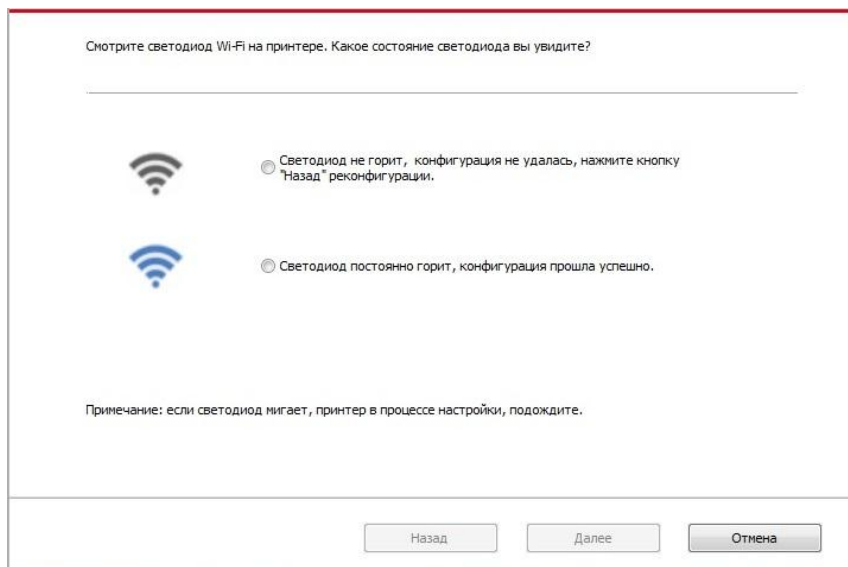 Смотрите светодиод Wi-Fi на принтере. Какое состояние светодиода вы увидите?
Светодиод не горит, конфигурация не удалась, нажмите кнопку
"Назад" реконфигурации.
Светодиод постоянно горит, конфигурация прошла успешно.
Примечание: если светодиод мигает, принтер в процессе настройки, подождите.
Назад
Далее
Отмена